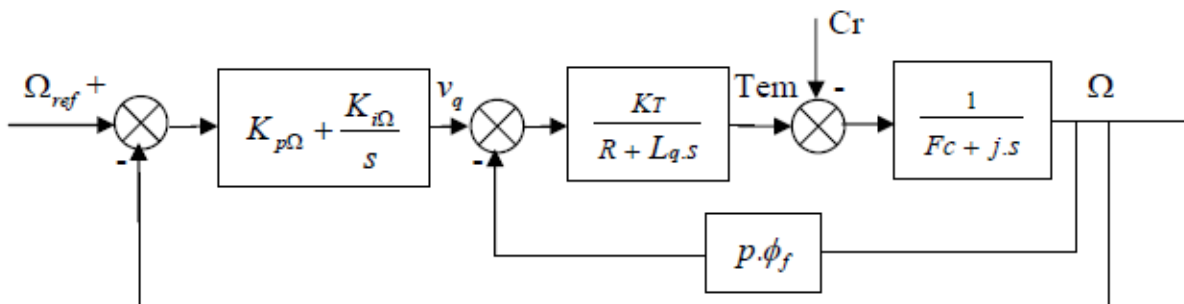 Cr
Ω_ref +
-
K_pΩ + K_iΩ / s
v_q
-
K_T / R + L_q.s
Tem
-
1 / Fc + j.s
Ω
p.ϕ_f